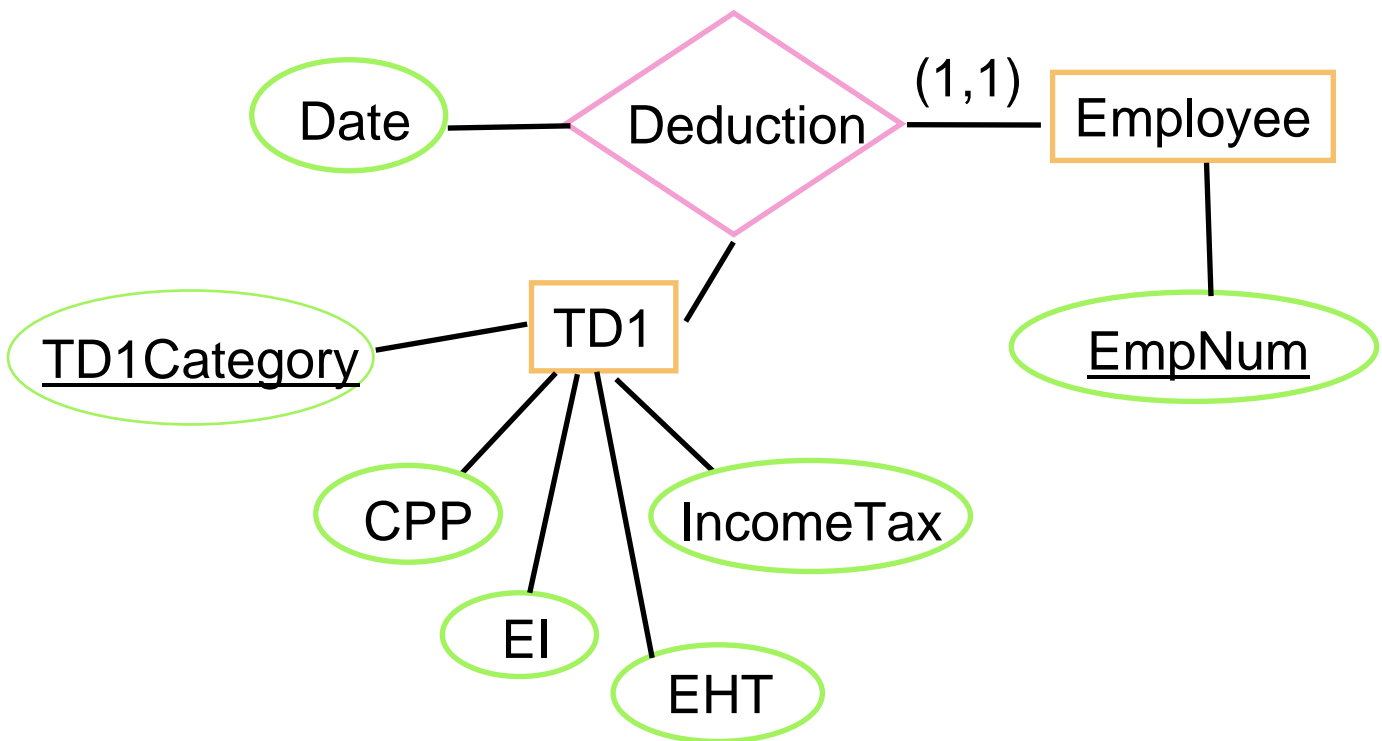 (1,1)
Date
Deduction
Employee
TD1
TD1Category
EmpNum
CPP
IncomeTax
EI
EHT